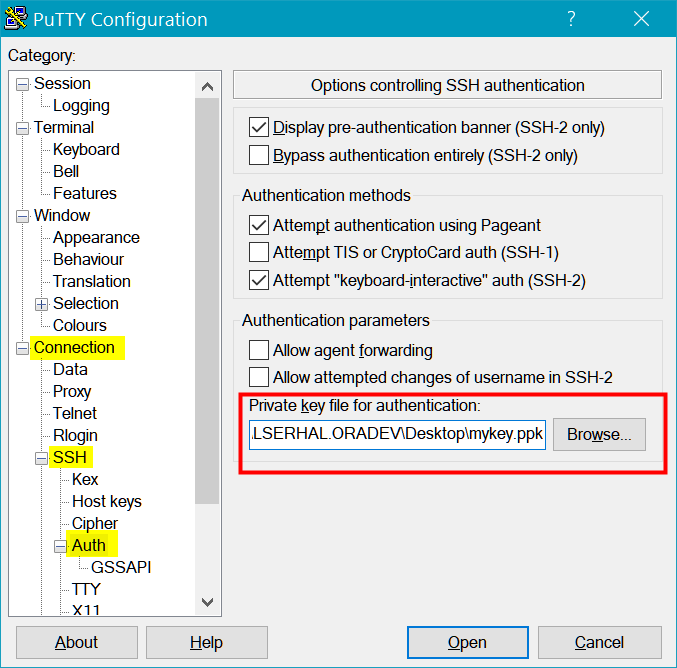 PuTTY Configuration
Category:
Session
Logging
Terminal
Keyboard
Bell
Features
Window
Appearance
Behaviour
Translation
Selection
Colours
Connection
Data
Proxy
Telnet
Rlogin
SSH
Kex
Host keys
Cipher
Auth
GSSAPI
TTY
X11
Options controlling SSH authentication
Display pre-authentication banner (SSH-2 only)
Bypass authentication entirely (SSH-2 only)
Authentication methods
Attempt authentication using Pageant
Attempt TIS or CryptoCard auth (SSH-1)
Attempt "keyboard-interactive" auth (SSH-2)
Authentication parameters
Allow agent forwarding
Allow attempted changes of username in SSH-2
Private key file for authentication:
.LSERHAL.ORADEV\Desktop\mykey.ppk Browse...
About Help Open Cancel